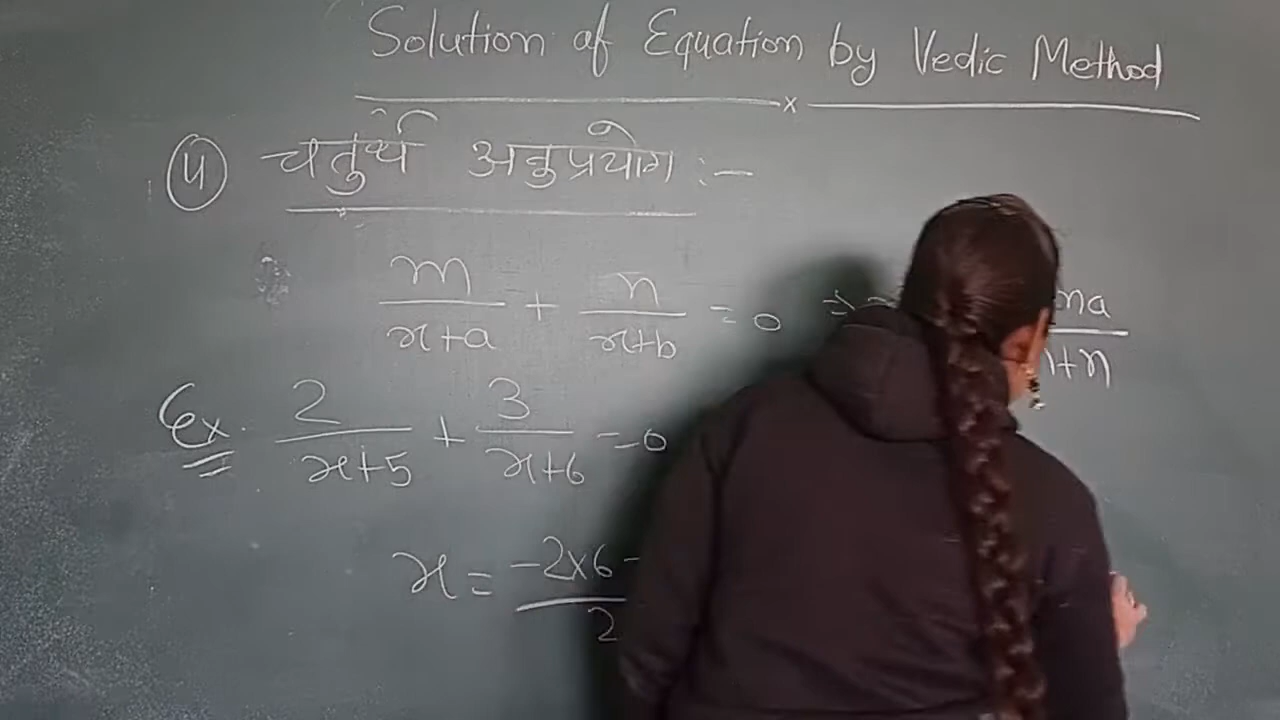 Solution of Equation by Vedic Method
(4) चतुर्थ अनुप्रयोग :-
m/(x+a) + n/(x+b) = 0 ⇒ na/+n
Ex. 2/(x+5) + 3/(x+6) = 0
x = -2x6 - / 2